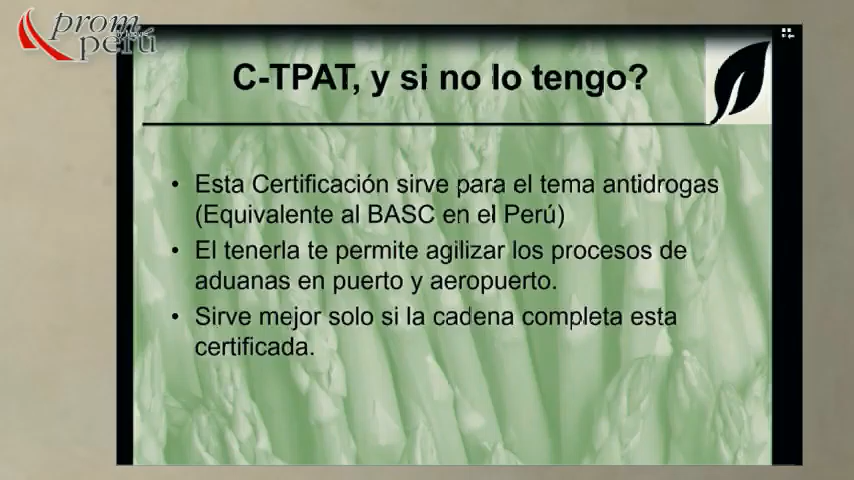 prom
perú
C-TPAT, y si no lo tengo?
• Esta Certificación sirve para el tema antidrogas
(Equivalente al BASC en el Perú)
• El tenerla te permite agilizar los procesos de
aduanas en puerto y aeropuerto.
• Sirve mejor solo si la cadena completa esta
certificada.